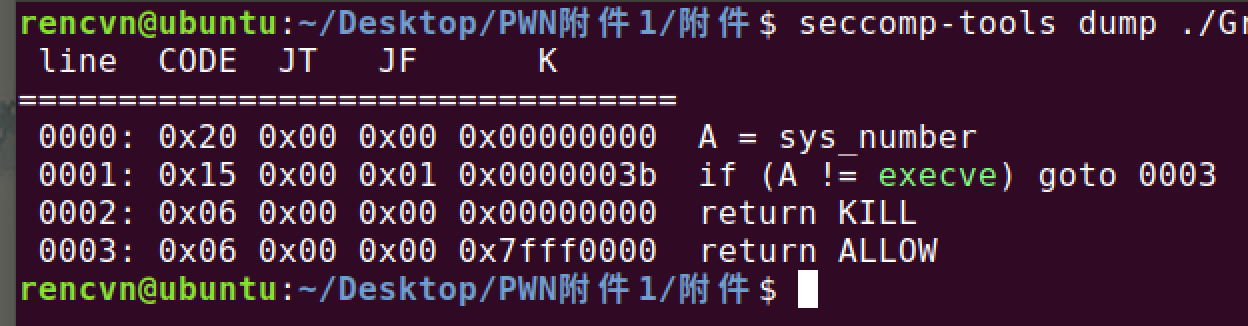 rencvn@ubuntu:~/Desktop/PWN附件1/附件$ seccomp-tools dump ./Gr
line CODE JT JF K
=================================
0000: 0x20 0x00 0x00 0x00000000 A = sys_number
0001: 0x15 0x00 0x01 0x0000003b if (A != execve) goto 0003
0002: 0x06 0x00 0x00 0x00000000 return KILL
0003: 0x06 0x00 0x00 0x7fff0000 return ALLOW
rencvn@ubuntu:~/Desktop/PWN附件1/附件$